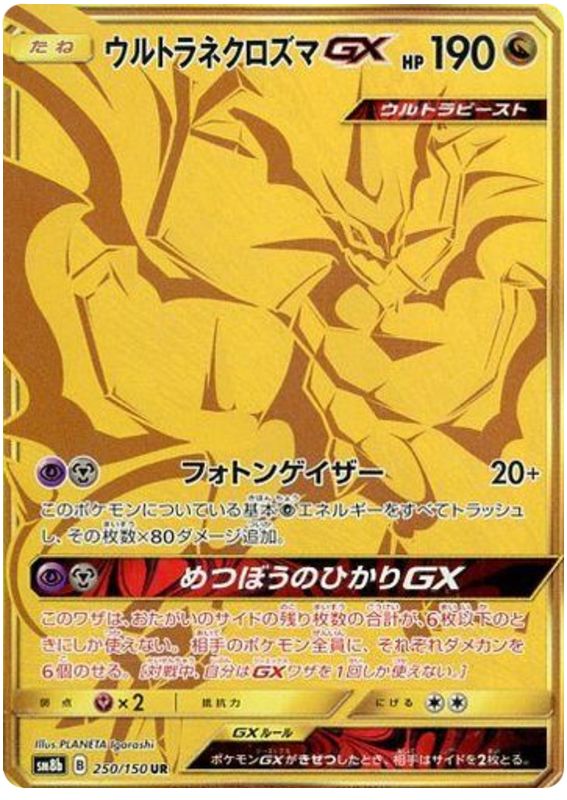 たね ウルトラネクロズマGX HP 190
ウルトラビースト
フォトンゲイザー 20+
このポケモンについている基本エネルギーをすべてトラッシュ
し、その枚数×80ダメージ追加。
めつぼうのひかりGX
このワザは、おたがいのサイドの残り枚数の合計が、6枚以下のと
きにしか使えない。相手のポケモン全員に、それぞれダメカンを
6個のせる。[対戦中、自分はGXワザを1回しか使えない。]
弱点 ×2 抵抗力 にげる
GXルール
Illus. PLANETA Igarashi
ポケモンGXがきぜつしたとき、相手はサイドを2枚とる。
sm8b B 250/150 UR